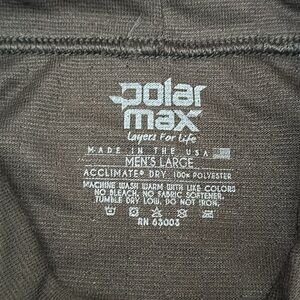 polar
max
Layers For Life
MADE IN THE USA
MEN'S LARGE
ACCLIMATE® DRY 100% POLYESTER
MACHINE WASH WARM WITH LIKE COLORS
NO BLEACH. NO FABRIC SOFTENER.
TUMBLE DRY LOW. DO NOT IRON.
RN 63003